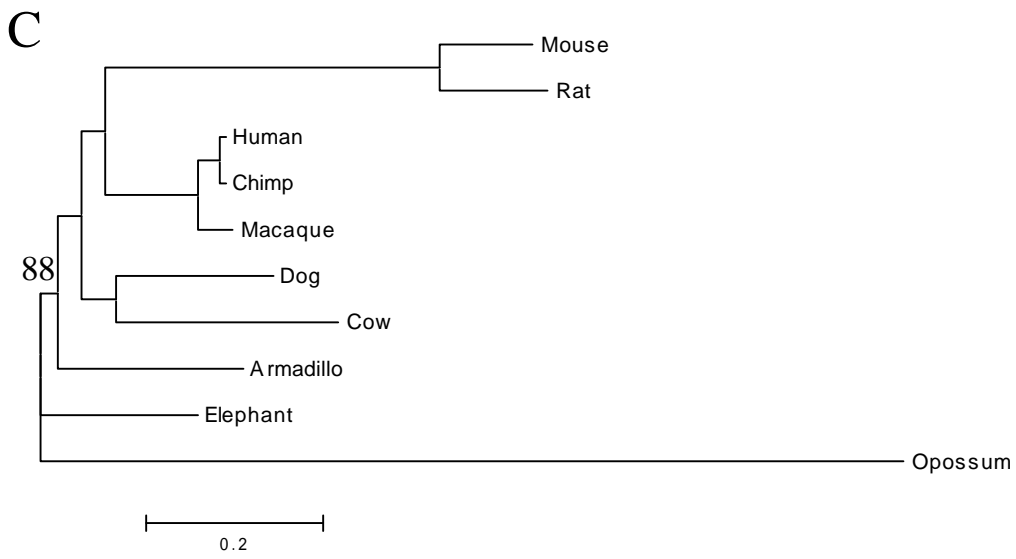 C
Mouse
Rat
Human
Chimp
Macaque
88
Dog
Cow
Armadillo
Elephant
Opossum
0.2